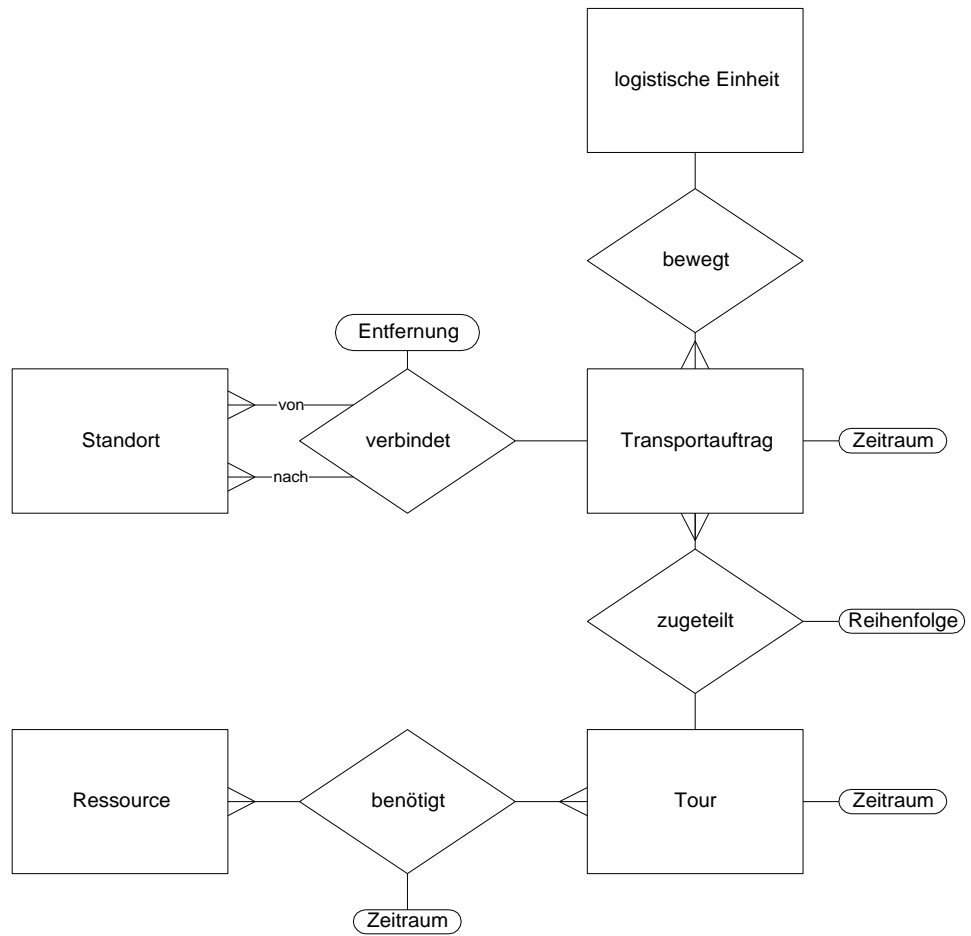 logistische Einheit
bewegt
Entfernung
von
Standort
verbindet
Transportauftrag
Zeitraum
nach
zugeteilt
Reihenfolge
Ressource
benötigt
Tour
Zeitraum
Zeitraum